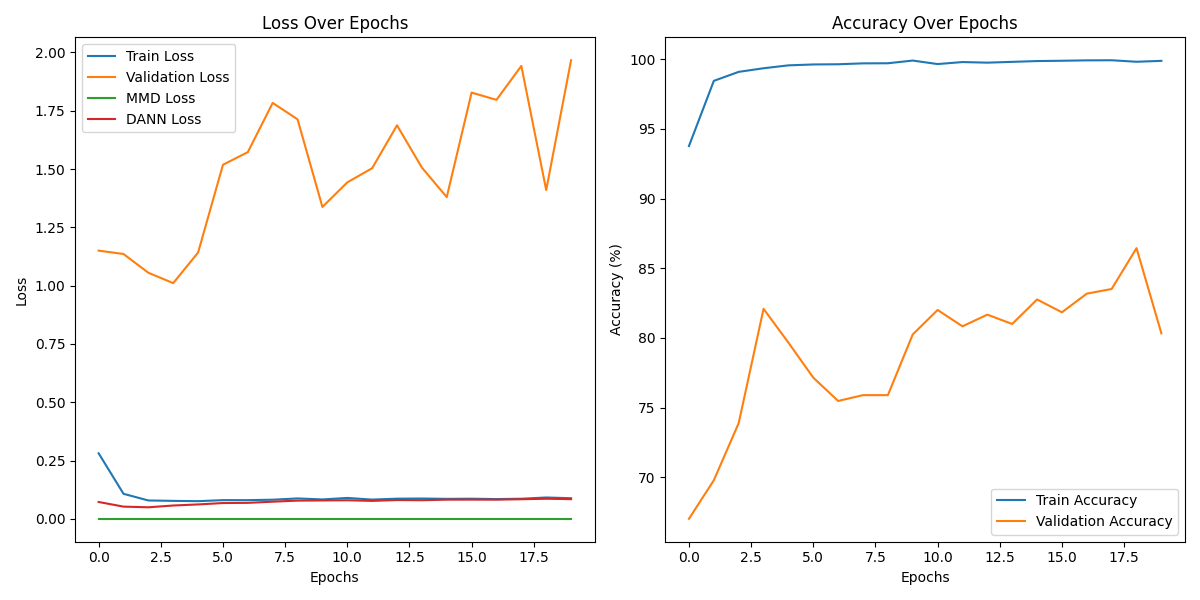 Loss Over Epochs
Train Loss
Validation Loss
MMD Loss
DANN Loss
2.00
1.75
1.50
1.25
1.00
0.75
0.50
0.25
0.00
Loss
0.0 2.5 5.0 7.5 10.0 12.5 15.0 17.5
Epochs
Accuracy Over Epochs
100
95
90
85
80
75
70
Accuracy (%)
Train Accuracy
Validation Accuracy
0.0 2.5 5.0 7.5 10.0 12.5 15.0 17.5
Epochs